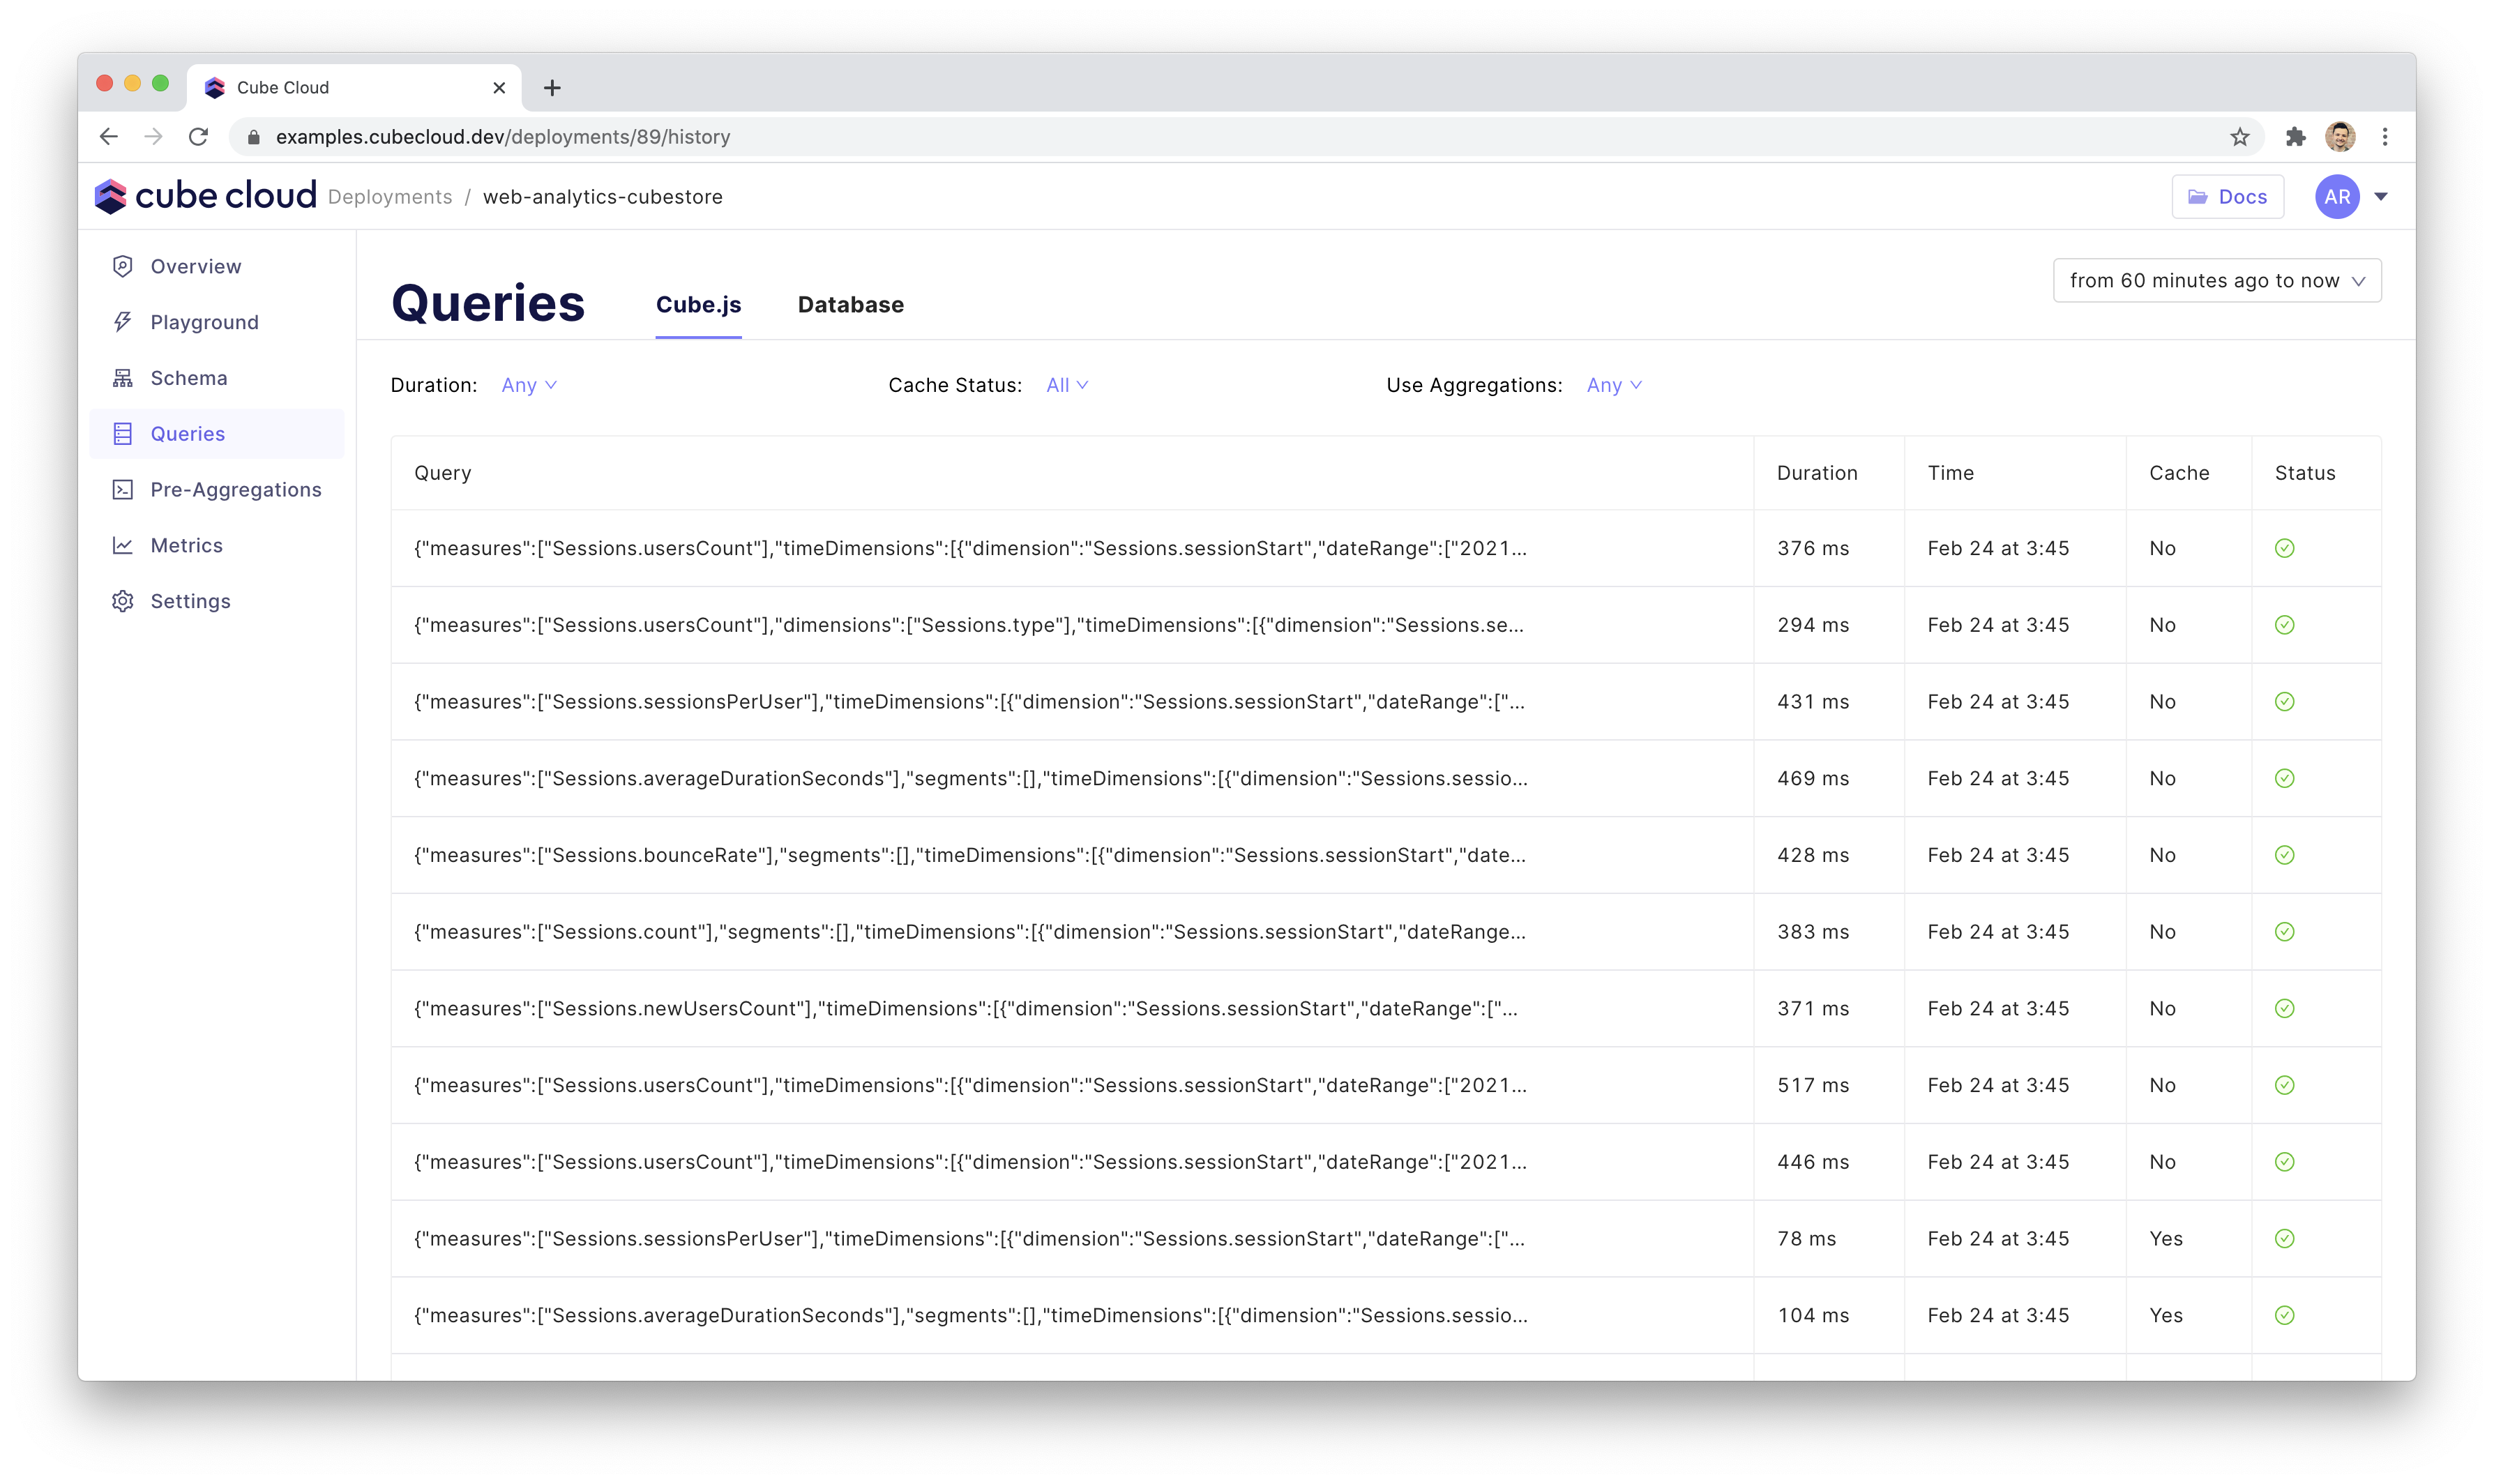 Cube Cloud
examples.cubecloud.dev/deployments/89/history
cube cloud Deployments / web-analytics-cubestore Docs AR
Overview
Playground
Schema
Queries
Pre-Aggregations
Metrics
Settings
Queries Cube.js Database from 60 minutes ago to now
Duration: Any Cache Status: All Use Aggregations: Any
Query Duration Time Cache Status
{"measures":["Sessions.usersCount"],"timeDimensions":[{"dimension":"Sessions.sessionStart","dateRange":["2021... 376 ms Feb 24 at 3:45 No
{"measures":["Sessions.usersCount"],"dimensions":["Sessions.type"],"timeDimensions":[{"dimension":"Sessions.se... 294 ms Feb 24 at 3:45 No
{"measures":["Sessions.sessionsPerUser"],"timeDimensions":[{"dimension":"Sessions.sessionStart","dateRange":["... 431 ms Feb 24 at 3:45 No
{"measures":["Sessions.averageDurationSeconds"],"segments":[],"timeDimensions":[{"dimension":"Sessions.sessio... 469 ms Feb 24 at 3:45 No
{"measures":["Sessions.bounceRate"],"segments":[],"timeDimensions":[{"dimension":"Sessions.sessionStart","date... 428 ms Feb 24 at 3:45 No
{"measures":["Sessions.count"],"segments":[],"timeDimensions":[{"dimension":"Sessions.sessionStart","dateRange... 383 ms Feb 24 at 3:45 No
{"measures":["Sessions.newUsersCount"],"timeDimensions":[{"dimension":"Sessions.sessionStart","dateRange":["... 371 ms Feb 24 at 3:45 No
{"measures":["Sessions.usersCount"],"timeDimensions":[{"dimension":"Sessions.sessionStart","dateRange":["2021... 517 ms Feb 24 at 3:45 No
{"measures":["Sessions.usersCount"],"timeDimensions":[{"dimension":"Sessions.sessionStart","dateRange":["2021... 446 ms Feb 24 at 3:45 No
{"measures":["Sessions.sessionsPerUser"],"timeDimensions":[{"dimension":"Sessions.sessionStart","dateRange":["... 78 ms Feb 24 at 3:45 Yes
{"measures":["Sessions.averageDurationSeconds"],"segments":[],"timeDimensions":[{"dimension":"Sessions.sessio... 104 ms Feb 24 at 3:45 Yes